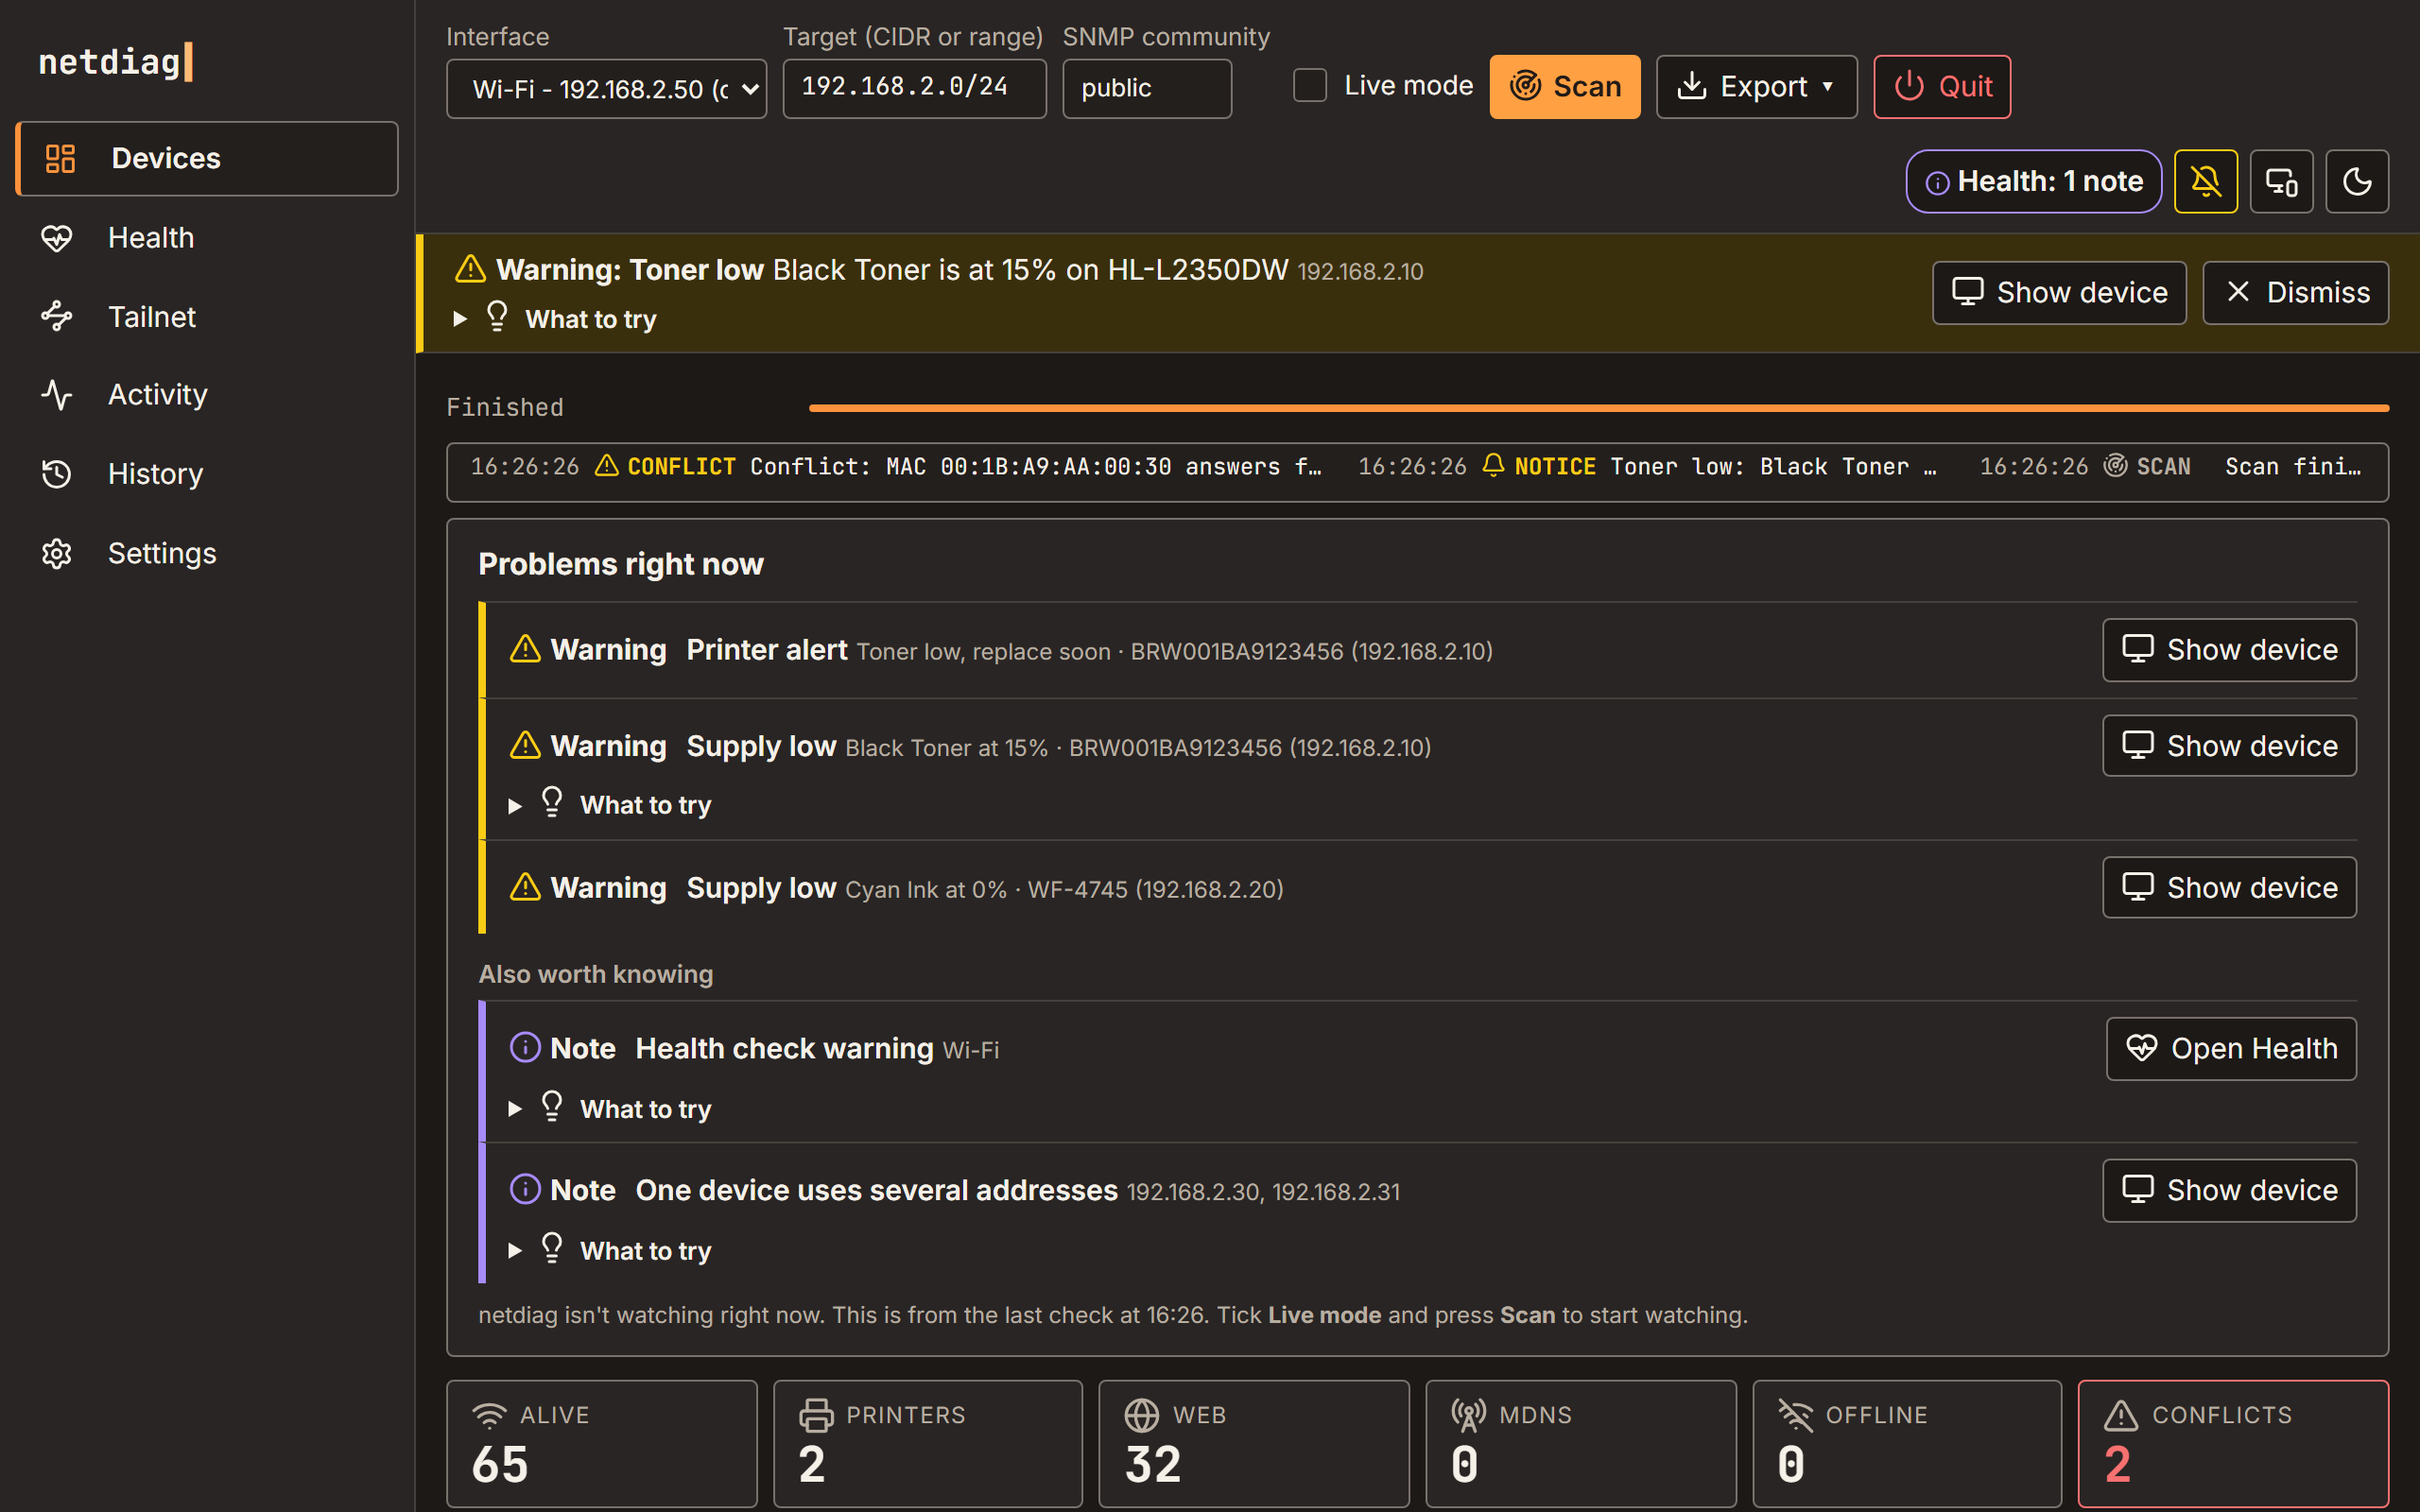 netdiag
Devices
Health
Tailnet
Activity
History
Settings
Interface
Wi-Fi - 192.168.2.50 (c
Target (CIDR or range)
192.168.2.0/24
SNMP community
public
Live mode
Scan
Export
Quit
Health: 1 note
Warning: Toner low Black Toner is at 15% on HL-L2350DW 192.168.2.10
What to try
Show device
Dismiss
Finished
16:26:26 CONFLICT Conflict: MAC 00:1B:A9:AA:00:30 answers f… 16:26:26 NOTICE Toner low: Black Toner … 16:26:26 SCAN Scan fini…
Problems right now
Warning Printer alert Toner low, replace soon · BRW001BA9123456 (192.168.2.10)
Show device
Warning Supply low Black Toner at 15% · BRW001BA9123456 (192.168.2.10)
Show device
What to try
Warning Supply low Cyan Ink at 0% · WF-4745 (192.168.2.20)
Show device
Also worth knowing
Note Health check warning Wi-Fi
Open Health
What to try
Note One device uses several addresses 192.168.2.30, 192.168.2.31
Show device
What to try
netdiag isn't watching right now. This is from the last check at 16:26. Tick Live mode and press Scan to start watching.
ALIVE
65
PRINTERS
2
WEB
32
MDNS
0
OFFLINE
0
CONFLICTS
2